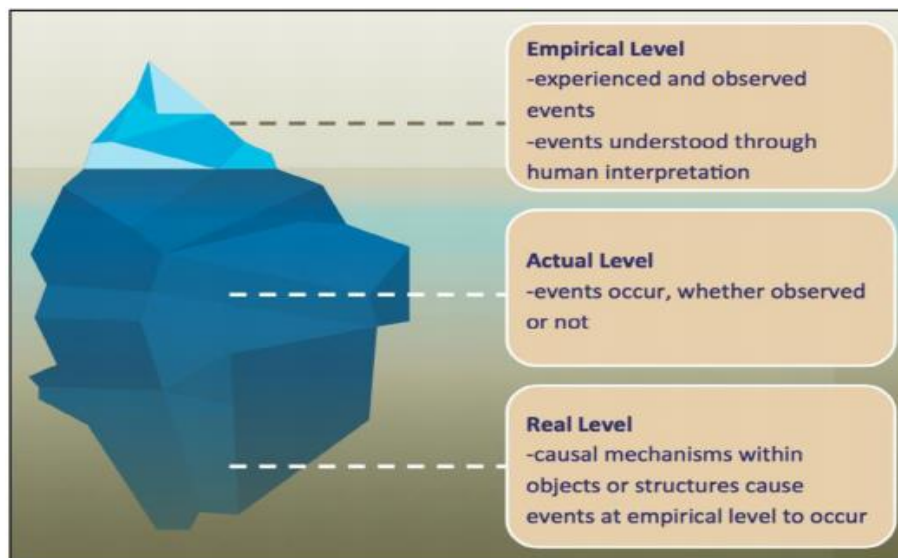 Empirical Level
-experienced and observed
events
-events understood through
human interpretation
Actual Level
-events occur, whether observed
or not
Real Level
-causal mechanisms within
objects or structures cause
events at empirical level to occur